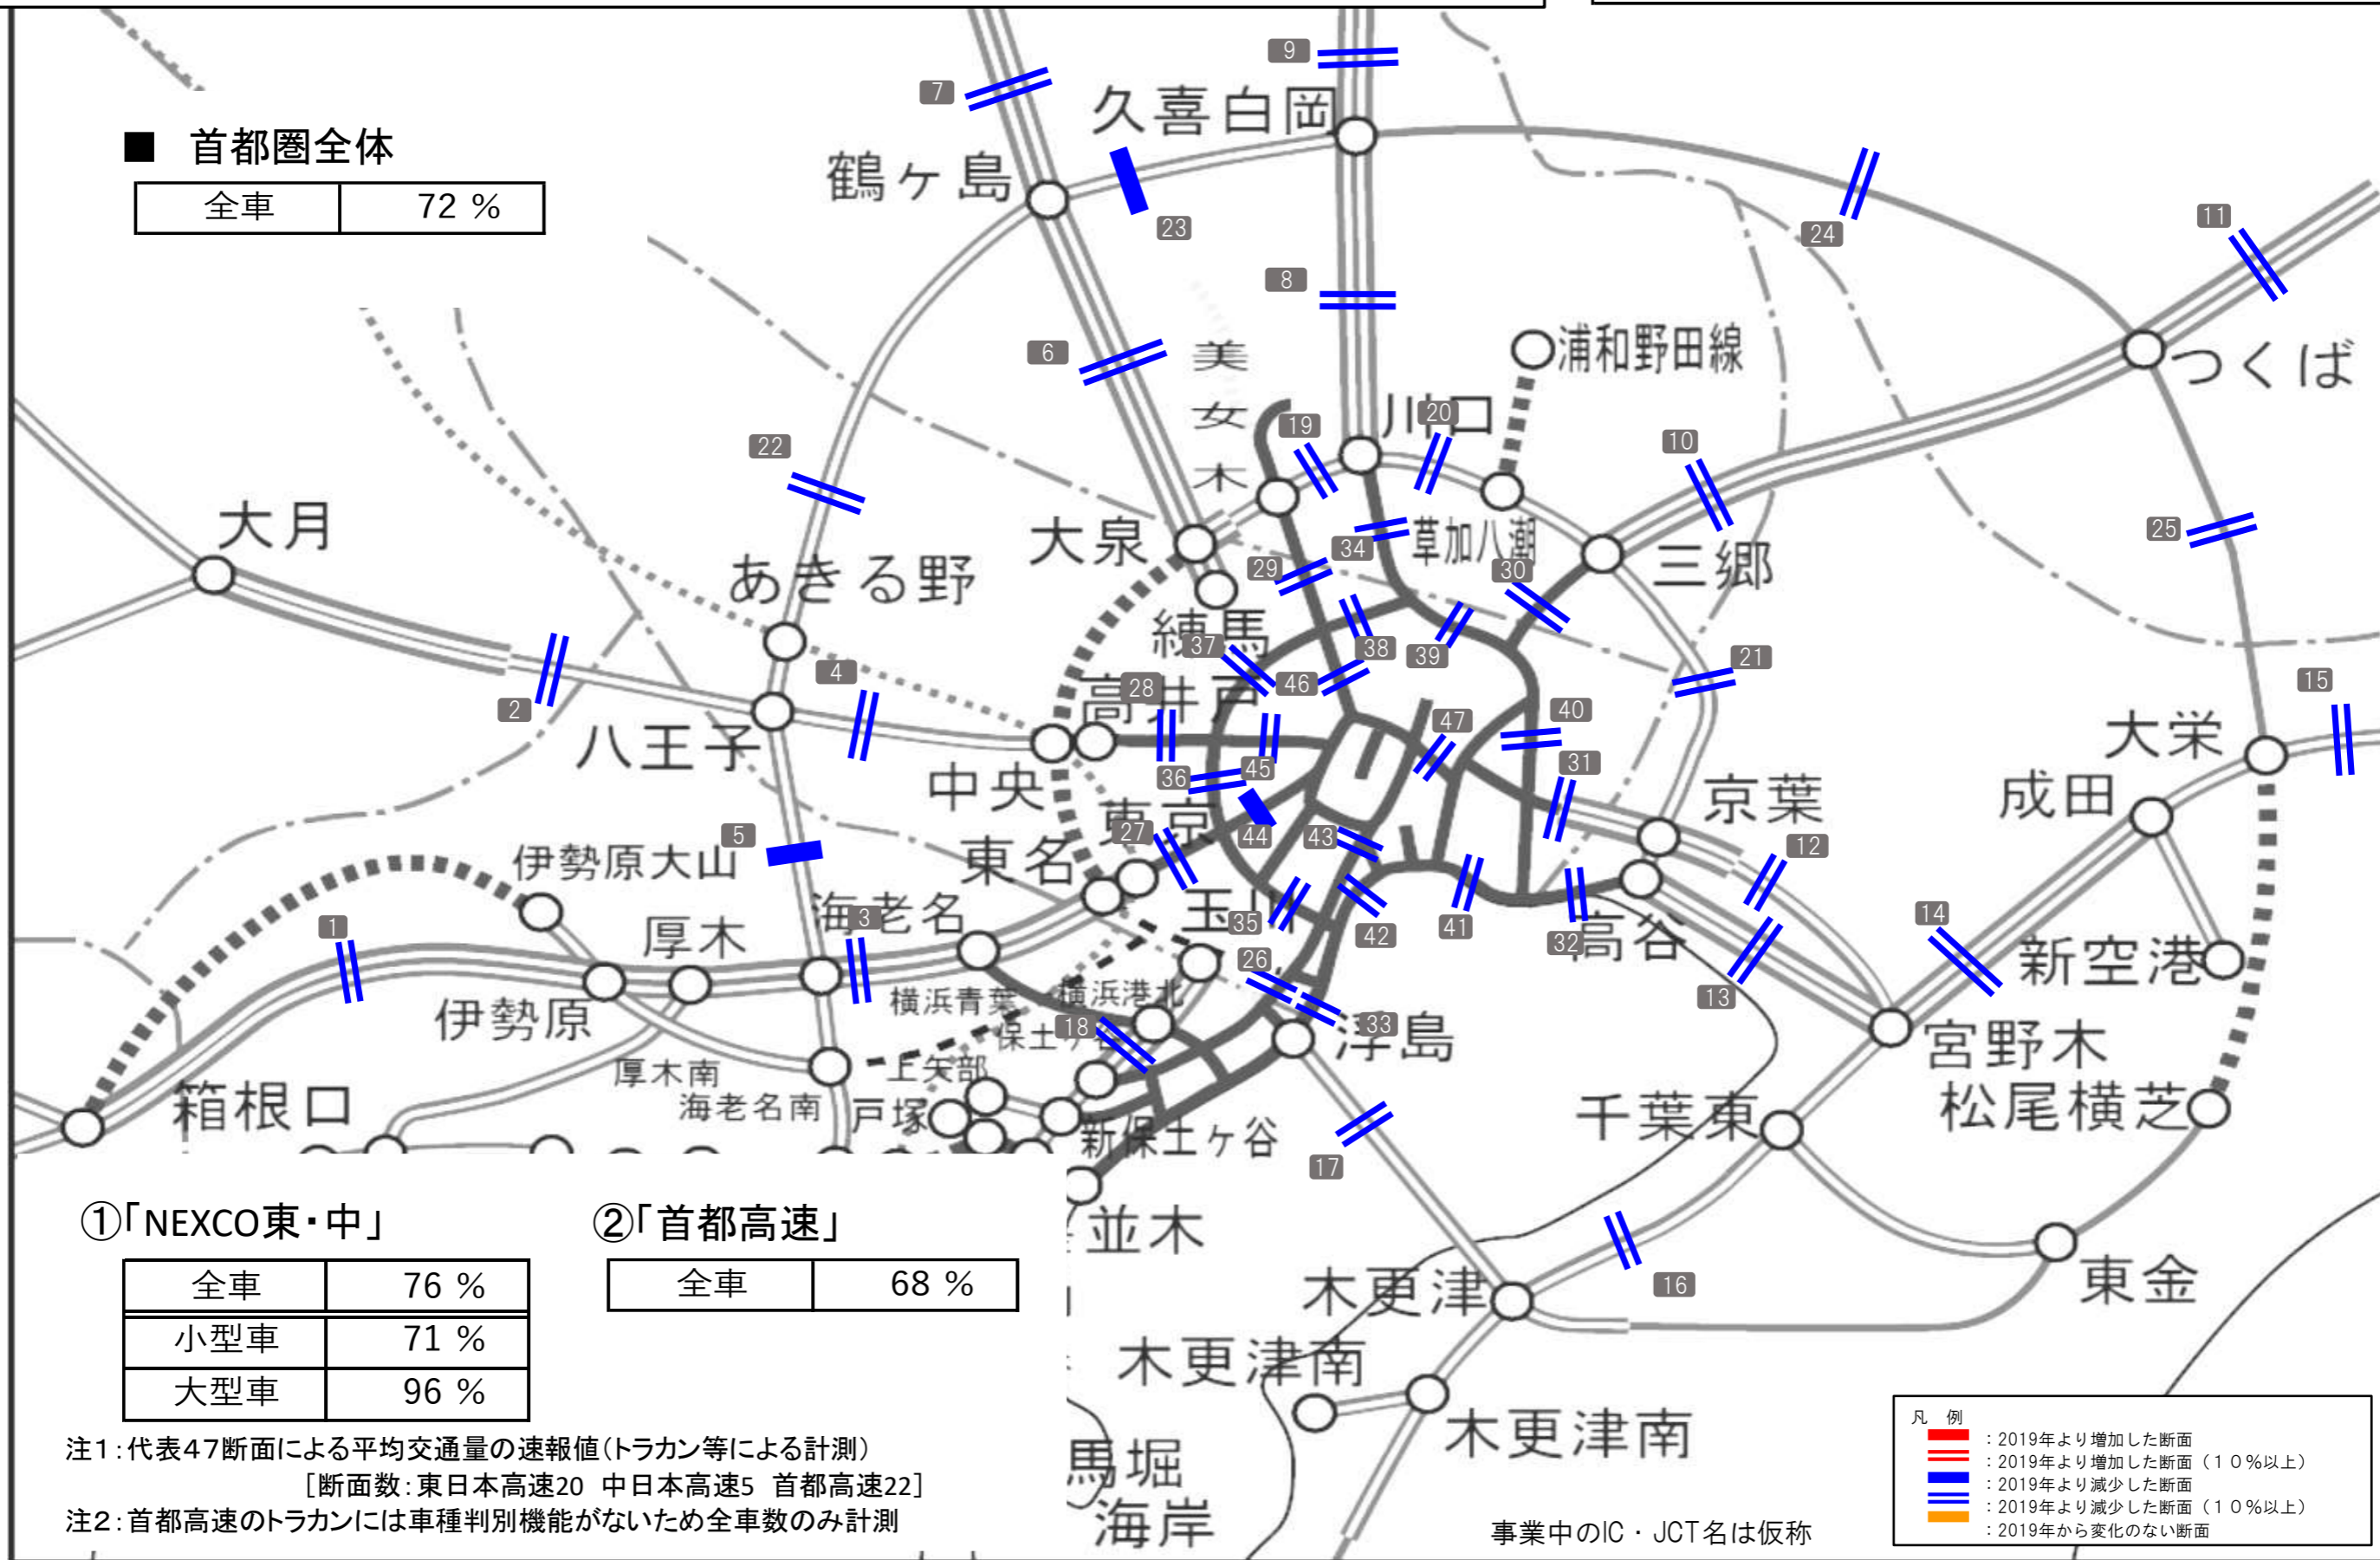 ■ 首都圏全体
全車 72 %
9
7
久喜白岡
鶴ヶ島
23
24
11
8
6
美女木
浦和野田線
つくば
19
川口
20
10
22
大月
大泉
34
草加八潮
25
あきる野
29
30
三郷
練馬
37
38
39
21
4
28
46
15
2
高井戸
47
40
大栄
八王子
36
45
31
中央
成田
京葉
5
東京
27
44
43
12
伊勢原大山
東名
14
1
厚木
海老名
3
玉川
35
42
41
32
高谷
新空港
26
13
伊勢原
横浜青葉
横浜港北
18
保土ヶ谷
33
浮島
宮野木
厚木南
上矢部
箱根口
海老名南
戸塚
千葉東
松尾横芝
新保土ヶ谷
17
①「NEXCO東・中」
②「首都高速」
並木
全車 76 %
全車 68 %
16
木更津
東金
小型車 71 %
大型車 96 %
木更津南
木更津南
注1:代表47断面による平均交通量の速報値(トラカン等による計測)
[断面数:東日本高速20 中日本高速5 首都高速22]
注2:首都高速のトラカンには車種判別機能がないため全車数のみ計測
馬堀
海岸
事業中のIC・JCT名は仮称
凡 例
:2019年より増加した断面
:2019年より増加した断面(10%以上)
:2019年より減少した断面
:2019年より減少した断面(10%以上)
:2019年から変化のない断面